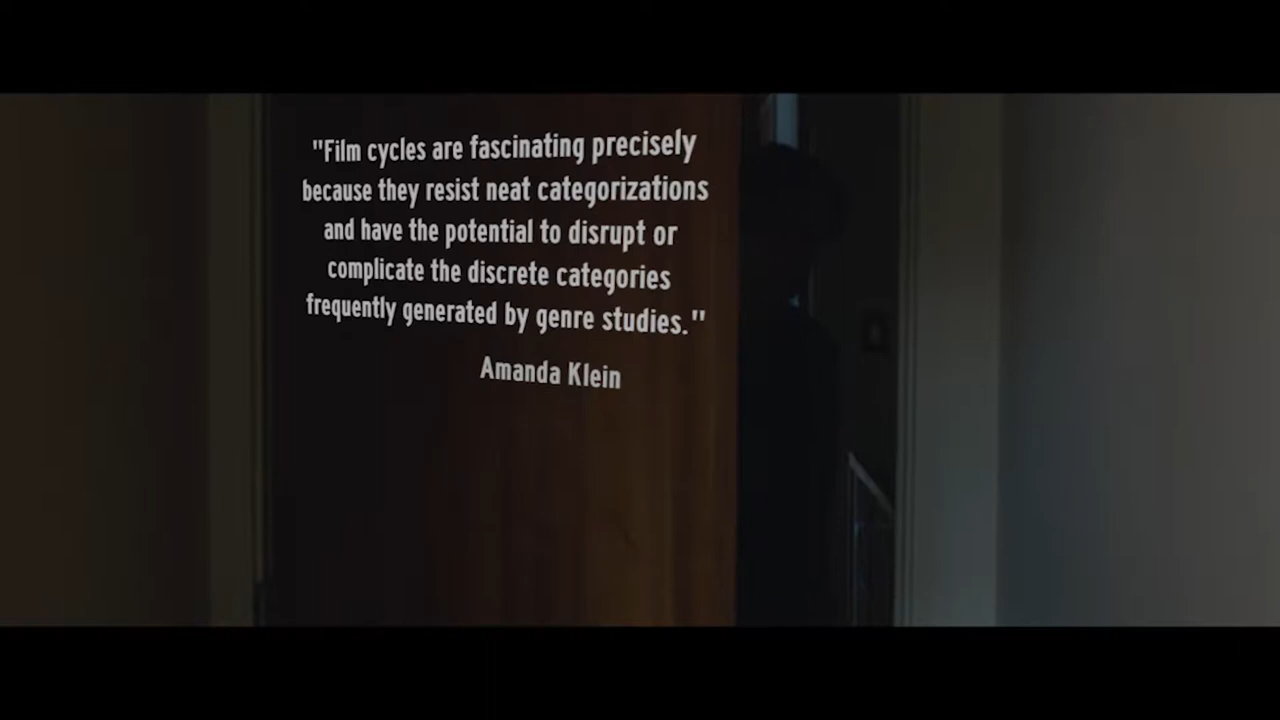 "Film cycles are fascinating precisely
because they resist neat categorizations
and have the potential to disrupt or
complicate the discrete categories
frequently generated by genre studies."
Amanda Klein